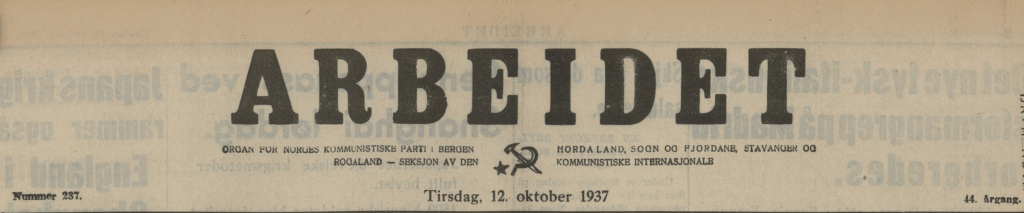 ARBEIDET
ORGAN FOR NORGES KOMMUNISTISKE PARTI I BERGEN
ROGALAND — SEKSJON AV DEN
HORDALAND, SOGN OG FJORDANE, STAVANGER OG
KOMMUNISTISKE INTERNASJONALE
Nummer 237.
Tirsdag, 12. oktober 1937
44. årgang.